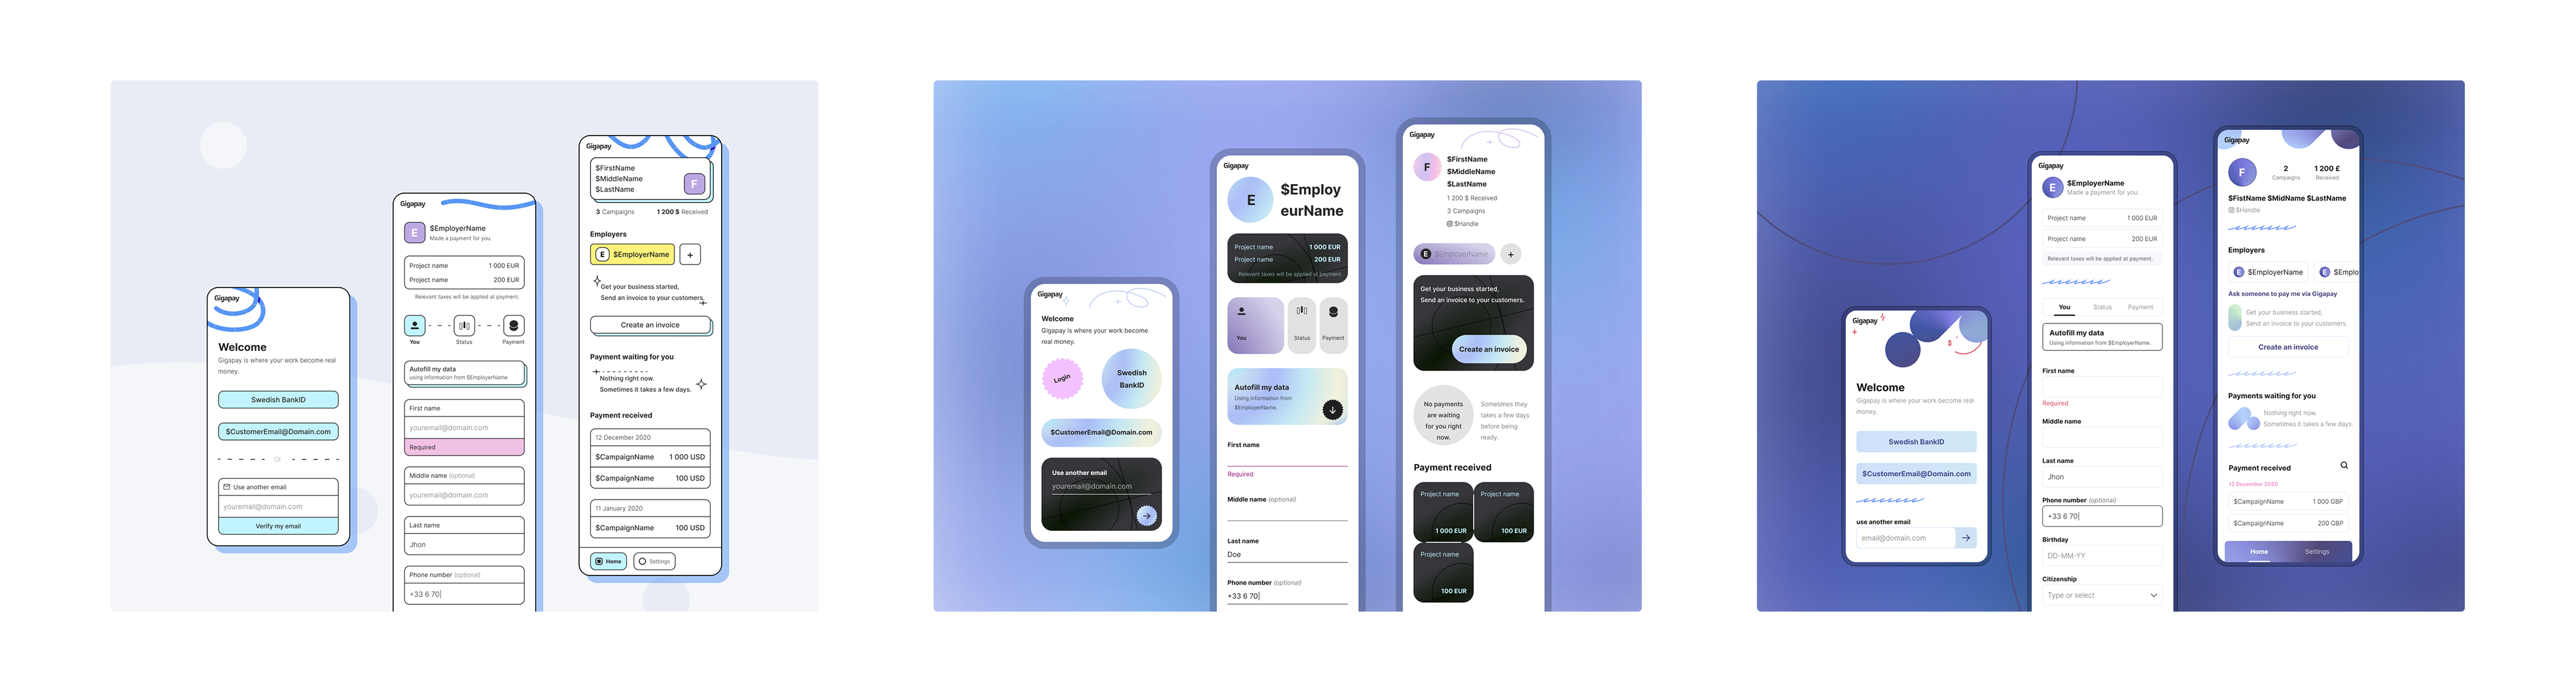 Gigapay
Welcome
Gigapay is where your work become real
money.
Swedish BankID
$CustomerEmail@Domain.com
Or
Use another email
youremail@domain.com
Verify my email
Gigapay
E
$EmployerName
Made a payment for you.
Project name 1 000 EUR
Project name 200 EUR
Relevant taxes will be applied at payment.
You Status Payment
Autofill my data
using information from $EmployerName
First name
youremail@domain.com
Required
Middle name (optional)
youremail@domain.com
Last name
Jhon
Phone number (optional)
+33 6 70|
Gigapay
$FirstName
$MiddleName
$LastName
F
3 Campaigns 1 200 $ Received
Employers
E $EmployerName +
Get your business started,
Send an invoice to your customers.
Create an invoice
Payment waiting for you
Nothing right now.
Sometimes it takes a few days.
Payment received
12 December 2020
$CampaignName 1 000 USD
$CampaignName 100 USD
11 January 2020
$CampaignName 100 USD
Home Settings
Gigapay
Welcome
Gigapay is where your work become
real money.
Login
Swedish
BankID
$CustomerEmail@Domain.com
Use another email
youremail@domain.com
Gigapay
E
$Employ
eurName
Project name 1 000 EUR
Project name 200 EUR
Relevant taxes will be applied at payment.
You Status Payment
Autofill my data
Using information from
$EmployerName.
First name
Required
Middle name (optional)
Last name
Doe
Phone number (optional)
+33 6 70|
Gigapay
F
$FirstName
$MiddleName
$LastName
1 200 $ Received
3 Campaigns
$Handle
E $EmployerName +
Get your business started,
Send an invoice to your customers.
Create an invoice
No payments
are waiting
for you right
now.
Sometimes they
takes a few days
before being
ready.
Payment received
Project name
1 000 EUR
Project name
100 EUR
Project name
100 EUR
Gigapay
$
Welcome
Gigapay is where your work become real
money.
Swedish BankID
$CustomerEmail@Domain.com
use another email
email@domain.com
Gigapay
E
$EmployerName
Made a payment for you.
Project name 1 000 EUR
Project name 200 EUR
Relevant taxes will be applied at payment.
You Status Payment
Autofill my data
Using information from $EmployerName.
First name
Required
Middle name
Last name
Jhon
Phone number (optional)
+33 6 70|
Birthday
DD-MM-YY
Citizenship
Type or select
Gigapay
F
2 1 200 £
Campaigns Received
$FistName $MidName $LastName
$Handle
Employers
E $EmployerName E $Emplo
Ask someone to pay me via Gigapay
Get your business started,
Send an invoice to your customers.
Create an invoice
Payments waiting for you
Nothing right now.
Sometimes it takes a few days.
Payment received
12 December 2020
$CampaignName 1 000 GBP
$CampaignName 200 GBP
Home Settings